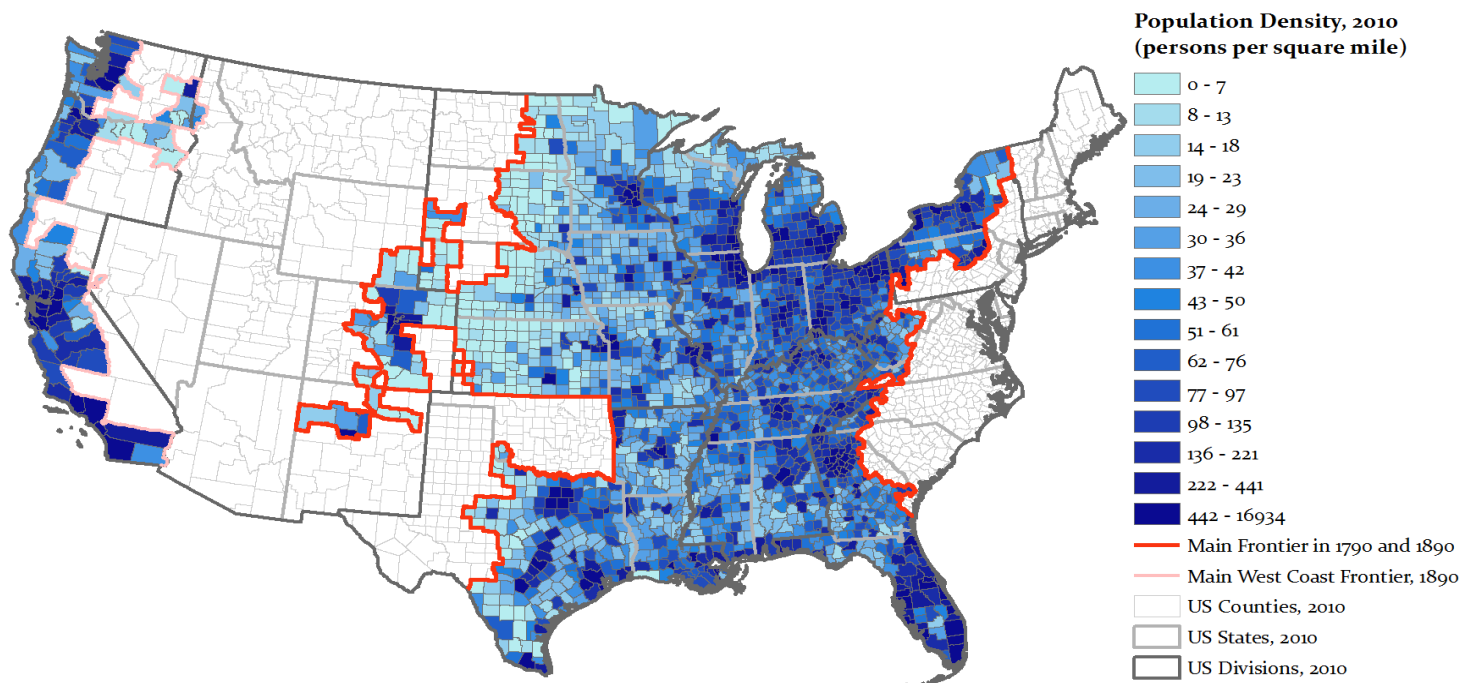 Population Density, 2010
(persons per square mile)
0 - 7
8 - 13
14 - 18
19 - 23
24 - 29
30 - 36
37 - 42
43 - 50
51 - 61
62 - 76
77 - 97
98 - 135
136 - 221
222 - 441
442 - 16934
Main Frontier in 1790 and 1890
Main West Coast Frontier, 1890
US Counties, 2010
US States, 2010
US Divisions, 2010